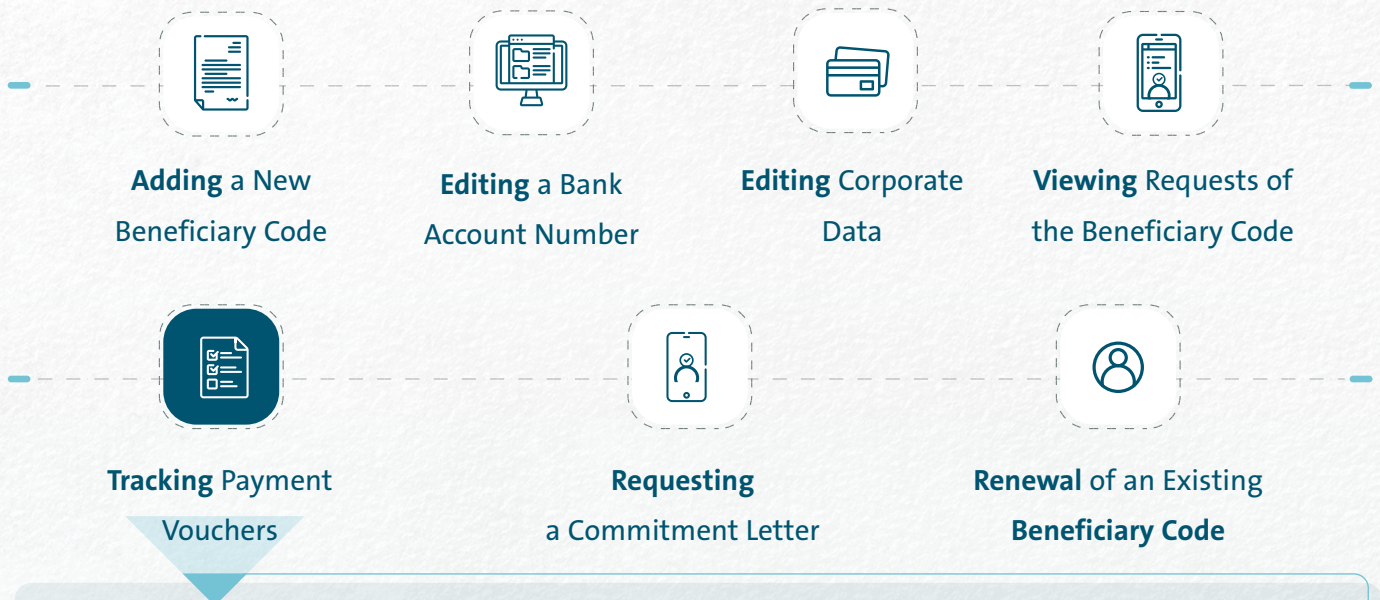 Adding a New
Beneficiary Code
Editing a Bank
Account Number
Editing Corporate
Data
Viewing Requests of
the Beneficiary Code
Tracking Payment
Vouchers
Requesting
a Commitment Letter
Renewal of an Existing
Beneficiary Code